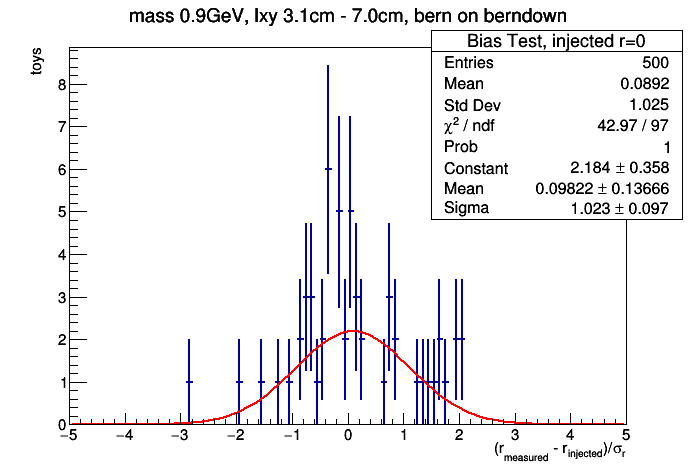 mass 0.9GeV, lxy 3.1cm - 7.0cm, bern on berndown
toys
Bias Test, injected r=0
Entries 500
Mean 0.0892
Std Dev 1.025
χ² / ndf 42.97 / 97
Prob 1
Constant 2.184 ± 0.358
Mean 0.09822 ± 0.13666
Sigma 1.023 ± 0.097
8
7
6
5
4
3
2
1
0
−5 −4 −3 −2 −1 0 1 2 3 4 5
(r_measured - r_injected)/σ_r